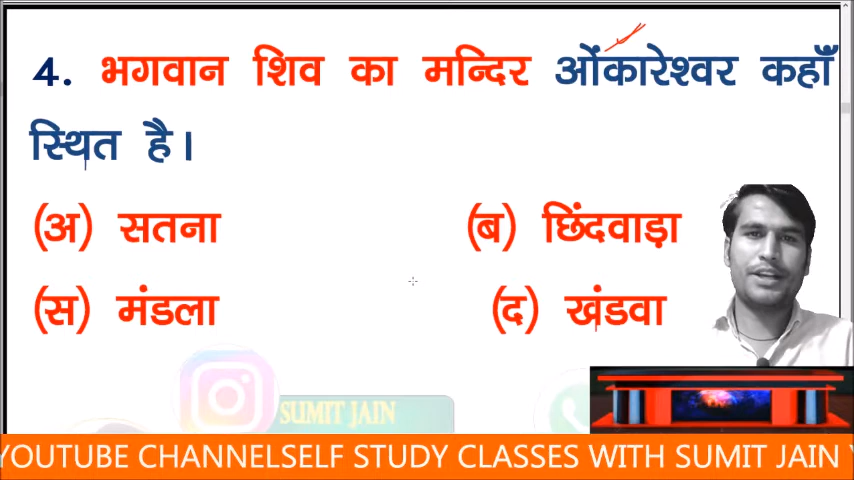 4. भगवान शिव का मन्दिर ओंकारेश्वर कहाँ
स्थित है।
(अ) सतना (ब) छिंदवाड़ा
(स) मंडला (द) खंडवा
SUMIT JAIN
YOUTUBE CHANNELSELF STUDY CLASSES WITH SUMIT JAIN Y